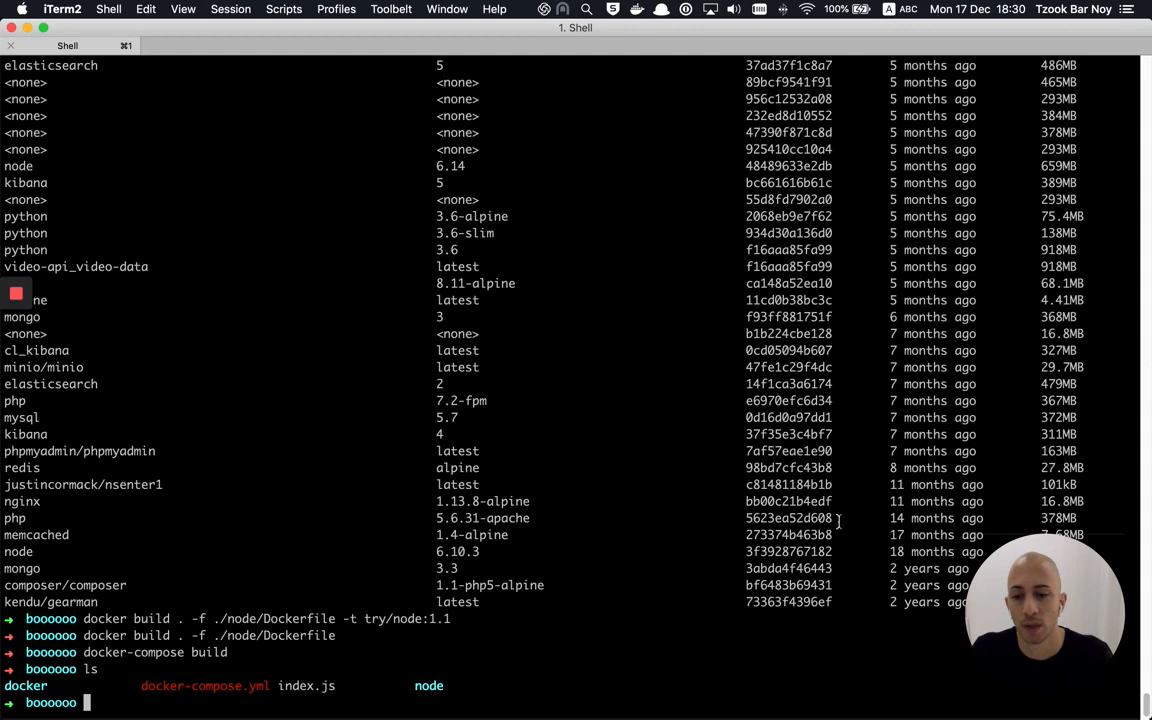 iTerm2 Shell Edit View Session Scripts Profiles Toolbelt Window Help 100% A ABC Mon 17 Dec 18:30 Tzook Bar Noy
1. Shell
Shell ⌘1
elasticsearch 5 37ad37f1c8a7 5 months ago 486MB
<none> <none> 89bcf9541f91 5 months ago 465MB
<none> <none> 956c12532a08 5 months ago 293MB
<none> <none> 232ed8d10552 5 months ago 384MB
<none> <none> 47390f871c8d 5 months ago 378MB
<none> <none> 925410cc10a4 5 months ago 293MB
node 6.14 48489633e2db 5 months ago 659MB
kibana 5 bc661616b61c 5 months ago 389MB
<none> <none> 55d8fd7902a0 5 months ago 293MB
python 3.6-alpine 2068eb9e7f62 5 months ago 75.4MB
python 3.6-slim 934d30a136d0 5 months ago 138MB
python 3.6 f16aaa85fa99 5 months ago 918MB
video-api_video-data latest f16aaa85fa99 5 months ago 918MB
8.11-alpine ca148a52ea10 5 months ago 68.1MB
ne latest 11cd0b38bc3c 5 months ago 4.41MB
mongo 3 f93ff881751f 6 months ago 368MB
<none> <none> b1b224cbe128 7 months ago 16.8MB
cl_kibana latest 0cd05094b607 7 months ago 327MB
minio/minio latest 47fe1c29f4dc 7 months ago 29.7MB
elasticsearch 2 14f1ca3a6174 7 months ago 479MB
php 7.2-fpm e6970efc6d34 7 months ago 367MB
mysql 5.7 0d16d0a97dd1 7 months ago 372MB
kibana 4 37f35e3c4bf7 7 months ago 311MB
phpmyadmin/phpmyadmin latest 7af57eae1e90 7 months ago 163MB
redis alpine 98bd7cfc43b8 8 months ago 27.8MB
justincormack/nsenter1 latest c81481184b1b 11 months ago 101kB
nginx 1.13.8-alpine bb00c21b4edf 11 months ago 16.8MB
php 5.6.31-apache 5623ea52d608 14 months ago 378MB
memcached 1.4-alpine 273374b463b8 17 months ago 7.68MB
node 6.10.3 3f3928767182 18 months ago
mongo 3.3 3abda4f46443 2 years ago
composer/composer 1.1-php5-alpine bf6483b69431 2 years ago
kendu/gearman latest 73363f4396ef 2 years ago
➜ boooooo docker build . -f ./node/Dockerfile -t try/node:1.1
➜ boooooo docker build . -f ./node/Dockerfile
➜ boooooo docker-compose build
➜ boooooo ls
docker docker-compose.yml index.js node
➜ boooooo